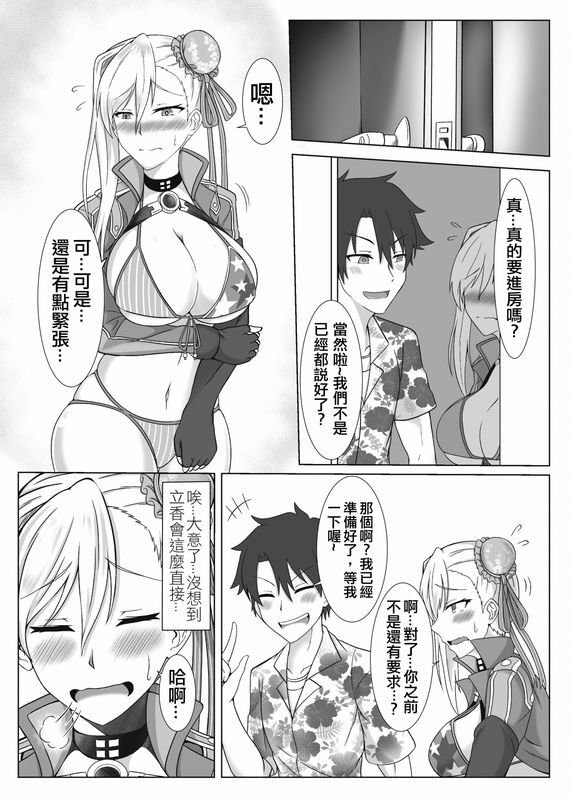 真…真的要進房嗎？
當然啦~我們不是
已經都說好了？
嗯…
可…可是…
還是有點緊張…
啊…對了…你之前
不是還有要求…？
那個啊？我已經
準備好了，等我
一下喔~
唉…大意了…沒想到
立香會這麼直接…
哈啊…